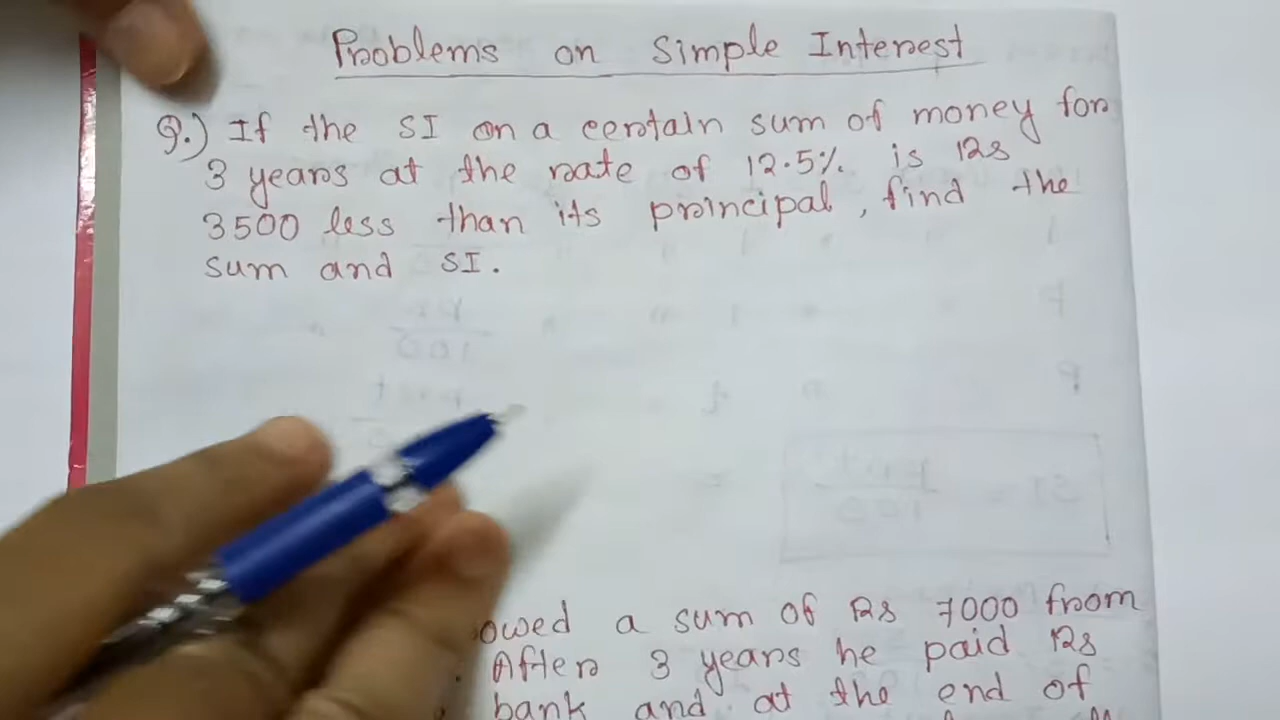 Problems on Simple Interest
Q.) If the SI on a certain sum of money for
3 years at the rate of 12.5% is Rs
3500 less than its principal, find the
sum and SI.
owed a sum of Rs 7000 from
After 3 years he paid Rs
bank and at the end of